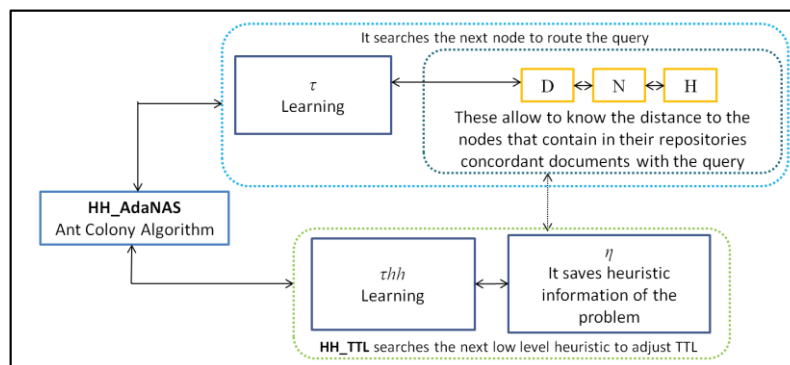 It searches the next node to route the query
τ
Learning
D
N
H
These allow to know the distance to the
nodes that contain in their repositories
concordant documents with the query
HH_AdaNAS
Ant Colony Algorithm
τhh
Learning
η
It saves heuristic
information of the
problem
HH_TTL searches the next low level heuristic to adjust TTL